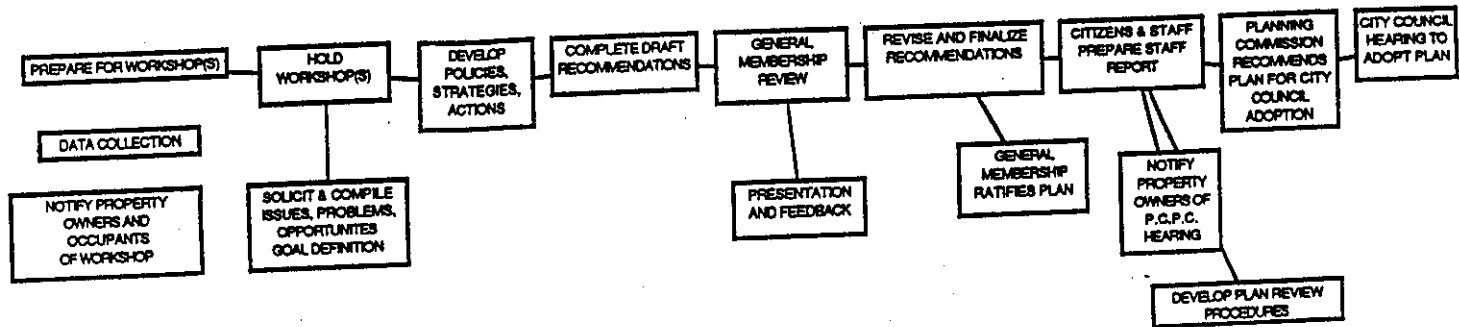 PREPARE FOR WORKSHOP(S)
HOLD
WORKSHOP(S)
DEVELOP
POLICIES,
STRATEGIES,
ACTIONS
COMPLETE DRAFT
RECOMMENDATIONS
GENERAL
MEMBERSHIP
REVIEW
REVISE AND FINALIZE
RECOMMENDATIONS
CITIZENS & STAFF
PREPARE STAFF
REPORT
PLANNING
COMMISSION
RECOMMENDS
PLAN FOR CITY
COUNCIL
ADOPTION
CITY COUNCIL
HEARING TO
ADOPT PLAN
DATA COLLECTION
NOTIFY PROPERTY
OWNERS AND
OCCUPANTS
OF WORKSHOP
SOLICIT & COMPILE
ISSUES, PROBLEMS,
OPPORTUNITES
GOAL DEFINITION
PRESENTATION
AND FEEDBACK
GENERAL
MEMBERSHIP
RATIFIES PLAN
NOTIFY
PROPERTY
OWNERS OF
P.C.P.C.
HEARING
DEVELOP PLAN REVIEW
PROCEDURES